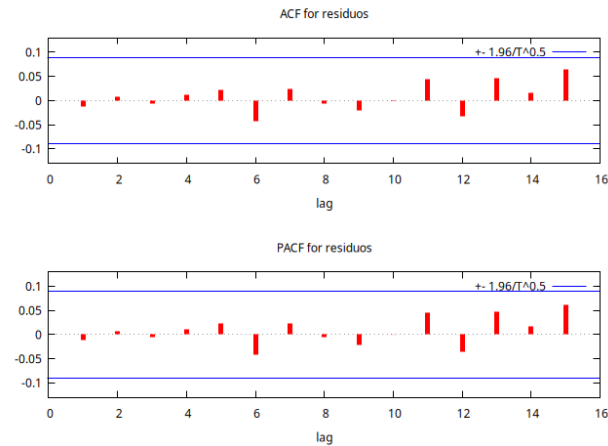 ACF for residuos
+- 1.96/T^0.5
0.1
0.05
0
-0.05
-0.1
0 2 4 6 8 10 12 14 16
lag
PACF for residuos
+- 1.96/T^0.5
0.1
0.05
0
-0.05
-0.1
0 2 4 6 8 10 12 14 16
lag